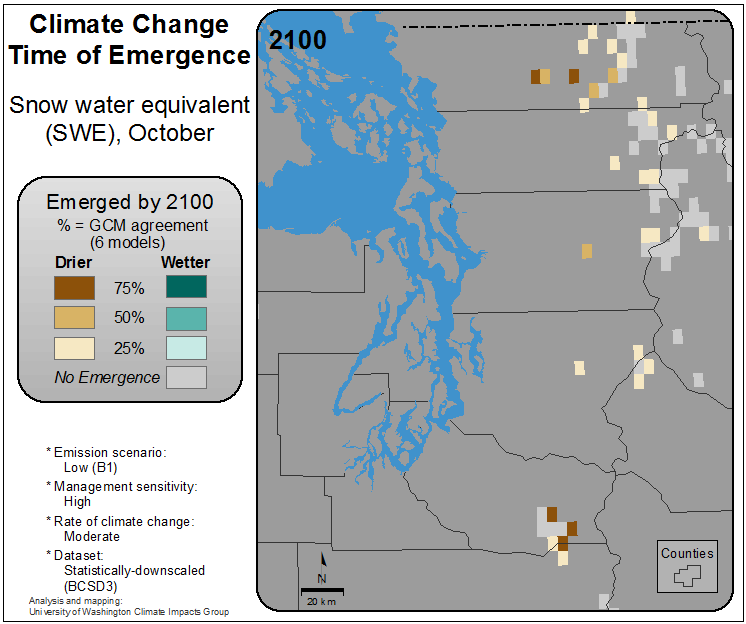 Climate Change
Time of Emergence
Snow water equivalent
(SWE), October
Emerged by 2100
% = GCM agreement
(6 models)
Drier Wetter
75%
50%
25%
No Emergence
* Emission scenario:
Low (B1)
* Management sensitivity:
High
* Rate of climate change:
Moderate
* Dataset:
Statistically-downscaled
(BCSD3)
Analysis and mapping:
University of Washington Climate Impacts Group
2100
N
20 km
Counties